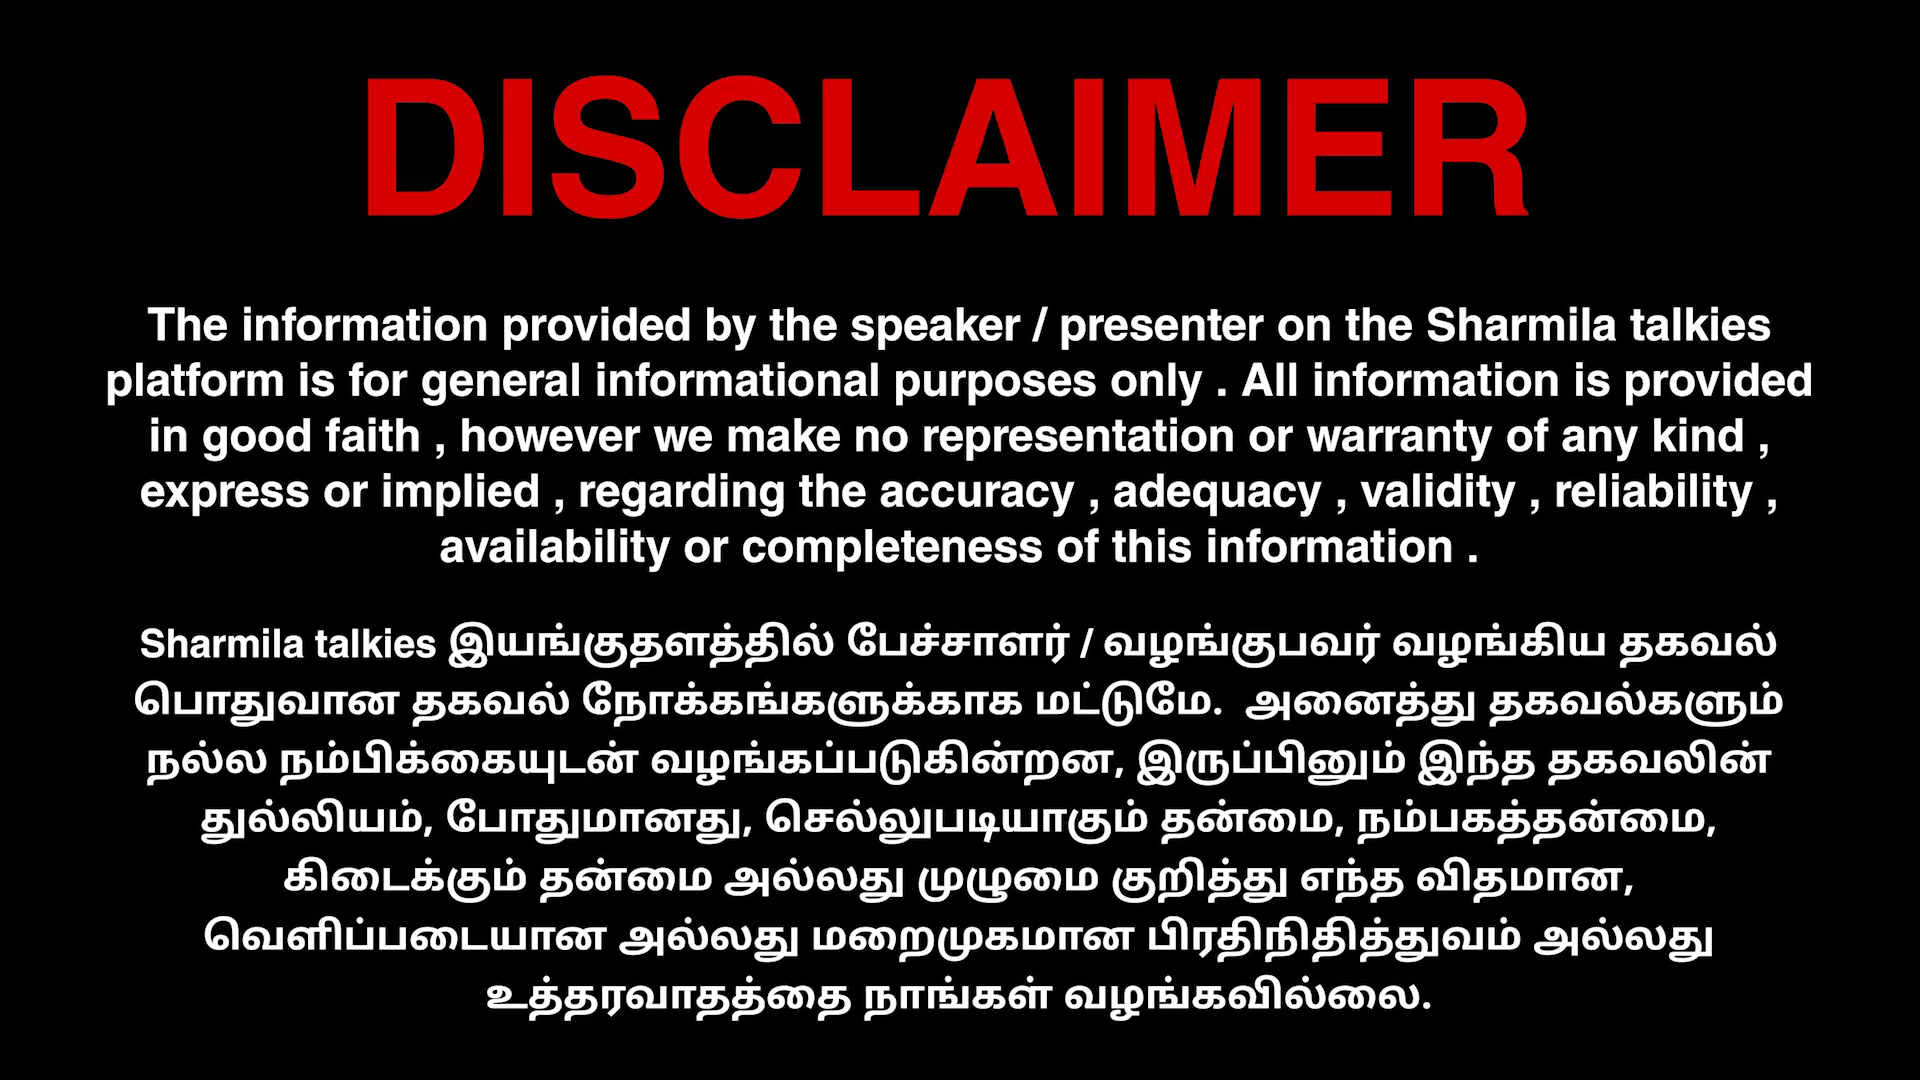 DISCLAIMER
The information provided by the speaker / presenter on the Sharmila talkies
platform is for general informational purposes only . All information is provided
in good faith , however we make no representation or warranty of any kind ,
express or implied , regarding the accuracy , adequacy , validity , reliability ,
availability or completeness of this information .
Sharmila talkies இயங்குதளத்தில் பேச்சாளர் / வழங்குபவர் வழங்கிய தகவல்
பொதுவான தகவல் நோக்கங்களுக்காக மட்டுமே.  அனைத்து தகவல்களும்
நல்ல நம்பிக்கையுடன் வழங்கப்படுகின்றன, இருப்பினும் இந்த தகவலின்
துல்லியம், போதுமானது, செல்லுபடியாகும் தன்மை, நம்பகத்தன்மை,
கிடைக்கும் தன்மை அல்லது முழுமை குறித்து எந்த விதமான,
வெளிப்படையான அல்லது மறைமுகமான பிரதிநிதித்துவம் அல்லது
உத்தரவாதத்தை நாங்கள் வழங்கவில்லை.